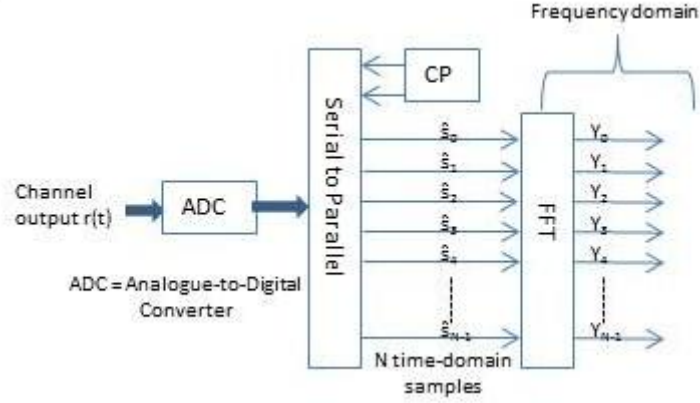 Frequency domain
CP
Serial to Parallel
ŝ0
ŝ1
ŝ2
ŝ3
ŝ4
ŝN-1
FFT
Y0
Y1
Y2
Y3
Y4
YN-1
Channel
output r(t)
ADC
ADC = Analogue-to-Digital
Converter
N time-domain
samples